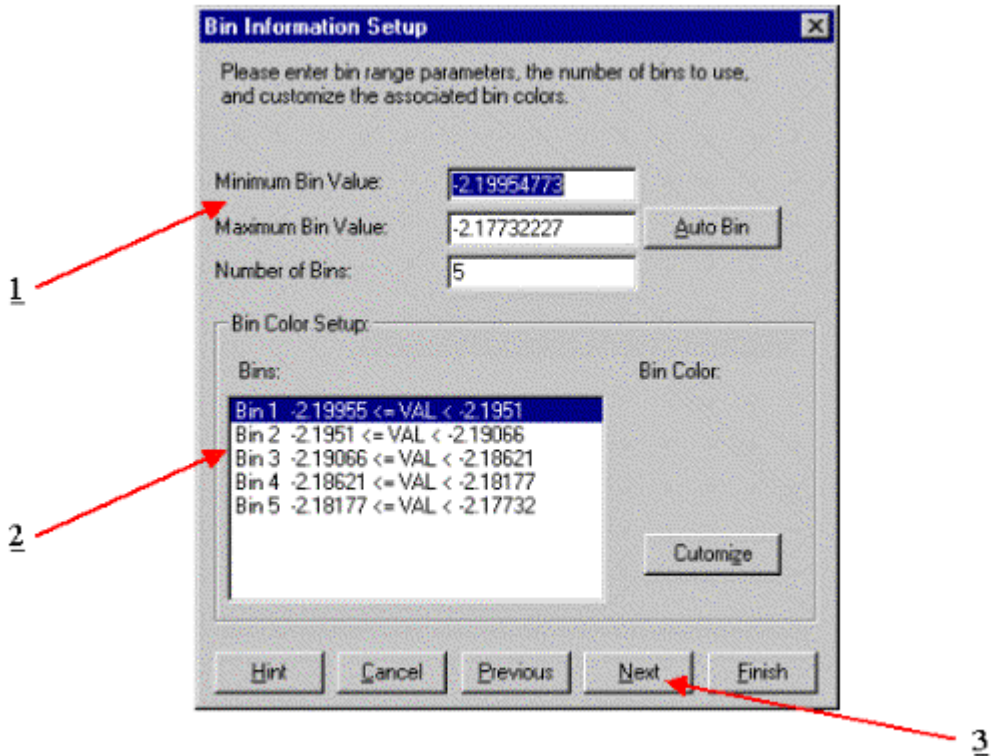 Bin Information Setup
Please enter bin range parameters, the number of bins to use,
and customize the associated bin colors.
Minimum Bin Value: -2.19954773
Maximum Bin Value: -2.17732227 Auto Bin
1
Number of Bins: 5
Bin Color Setup:
Bins: Bin Color:
Bin 1 -2.19955 <= VAL < -2.1951
Bin 2 -2.1951 <= VAL < -2.19066
Bin 3 -2.19066 <= VAL < -2.18621
Bin 4 -2.18621 <= VAL < -2.18177
Bin 5 -2.18177 <= VAL < -2.17732
2
Cutomize
Hint Cancel Previous Next Finish
3